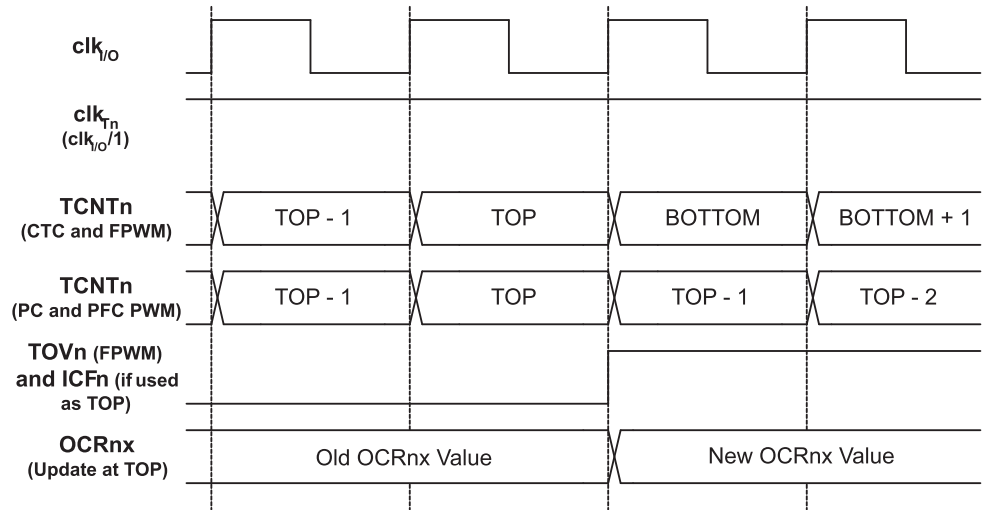 clkI/O
clkTn
(clkI/O/1)
TCNTn
(CTC and FPWM)
TOP - 1
TOP
BOTTOM
BOTTOM + 1
TCNTn
(PC and PFC PWM)
TOP - 1
TOP
TOP - 1
TOP - 2
TOVn (FPWM)
and ICFn (if used
as TOP)
OCRnx
(Update at TOP)
Old OCRnx Value
New OCRnx Value